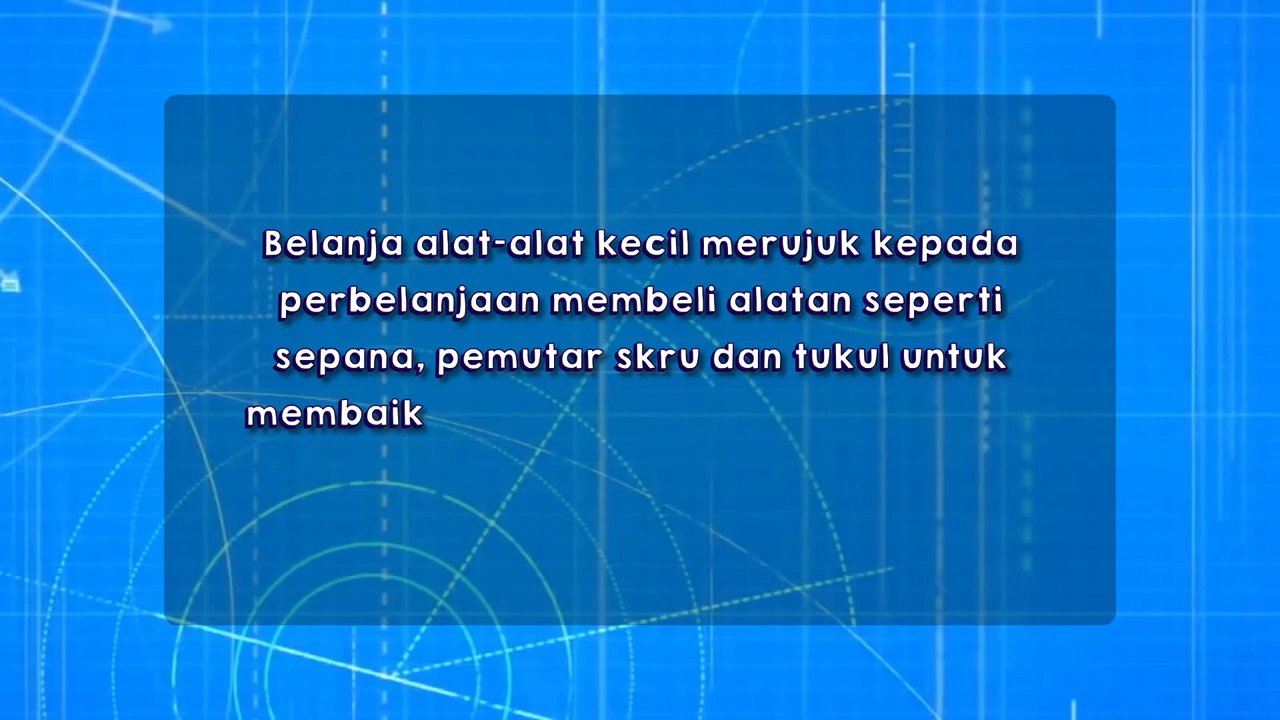 Belanja alat-alat kecil merujuk kepada
perbelanjaan membeli alatan seperti
sepana, pemutar skru dan tukul untuk
membaik